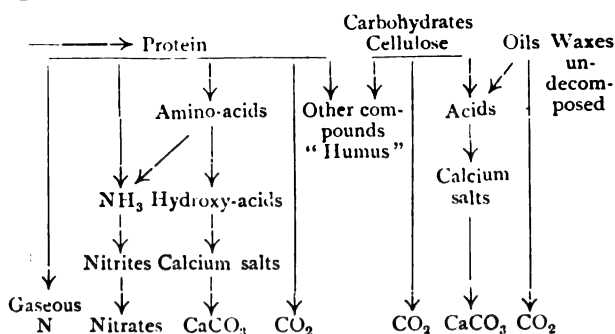 Carbohydrates
Protein Cellulose Oils Waxes
un-
decom-
posed
Amino-acids Other com- Acids
pounds
"Humus"
Calcium
salts
NH₃ Hydroxy-acids
Nitrites Calcium salts
Gaseous
N Nitrates CaCO₃ CO₂ CO₂ CaCO₃ CO₂